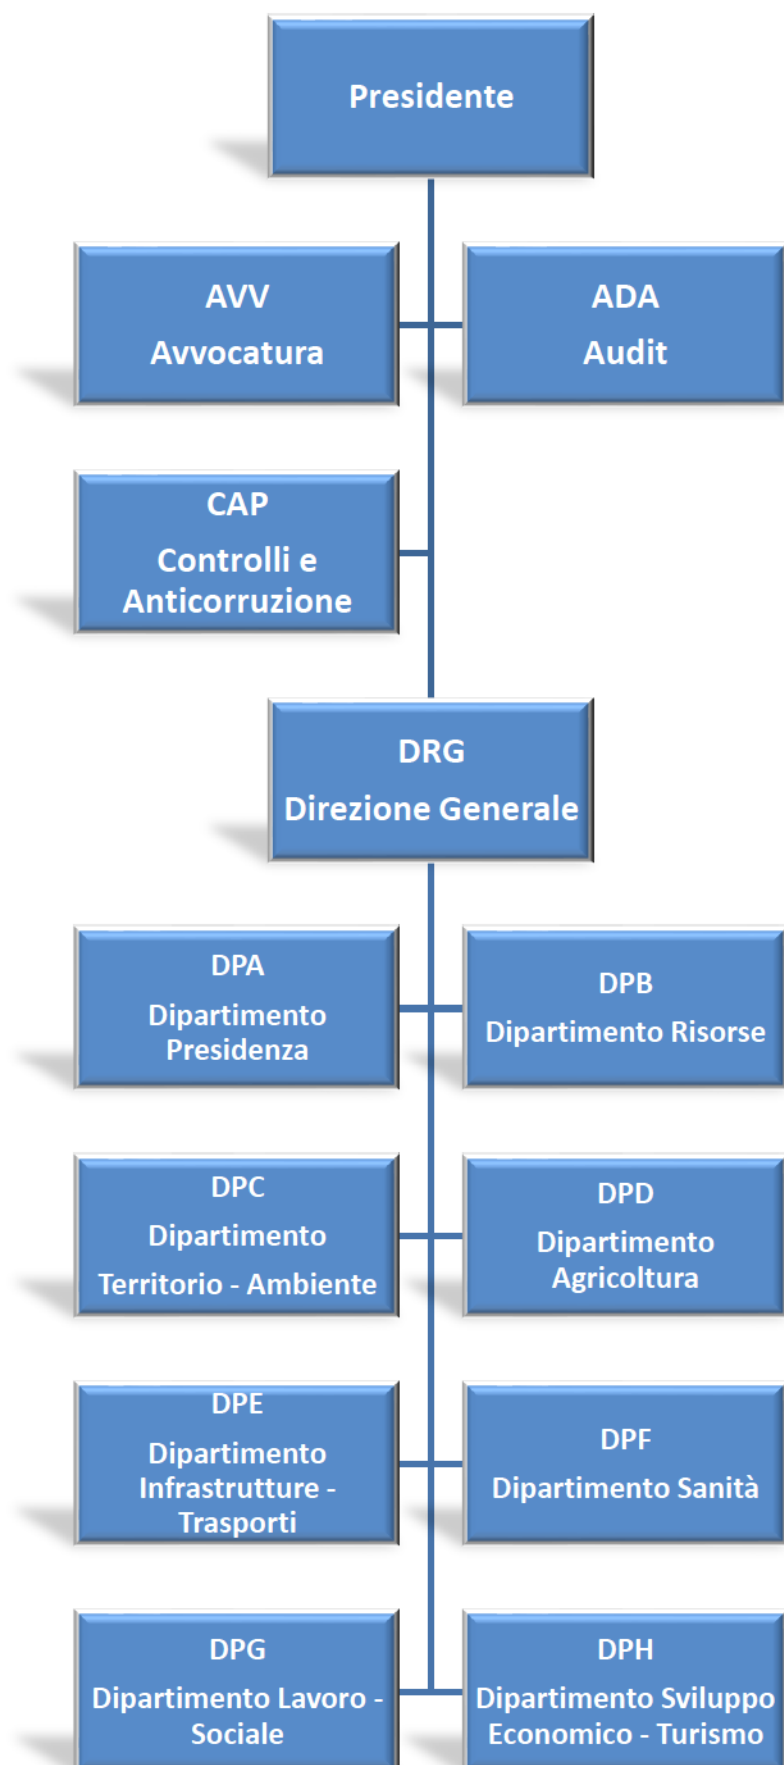 Presidente
AVV
Avvocatura
ADA
Audit
CAP
Controlli e
Anticorruzione
DRG
Direzione Generale
DPA
Dipartimento
Presidenza
DPB
Dipartimento Risorse
DPC
Dipartimento
Territorio - Ambiente
DPD
Dipartimento
Agricoltura
DPE
Dipartimento
Infrastrutture -
Trasporti
DPF
Dipartimento Sanità
DPG
Dipartimento Lavoro -
Sociale
DPH
Dipartimento Sviluppo
Economico - Turismo